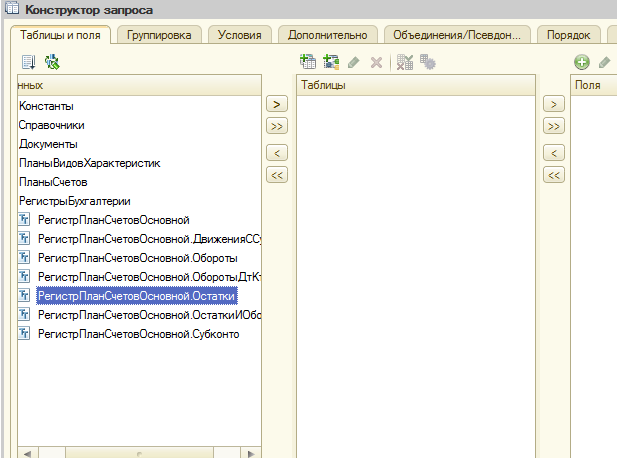 Конструктор запроса
Таблицы и поля
Группировка
Условия
Дополнительно
Объединения/Псевдон...
Порядок
нных
Таблицы
Поля
Константы
Справочники
Документы
ПланыВидовХарактеристик
ПланыСчетов
РегистрыБухгалтерии
РегистрПланСчетовОсновной
РегистрПланСчетовОсновной.ДвиженияССу
РегистрПланСчетовОсновной.Обороты
РегистрПланСчетовОсновной.ОборотыДтКт
РегистрПланСчетовОсновной.Остатки
РегистрПланСчетовОсновной.ОстаткиИОбо
РегистрПланСчетовОсновной.Субконто
>
>>
<
<<
>
>>
<
<<